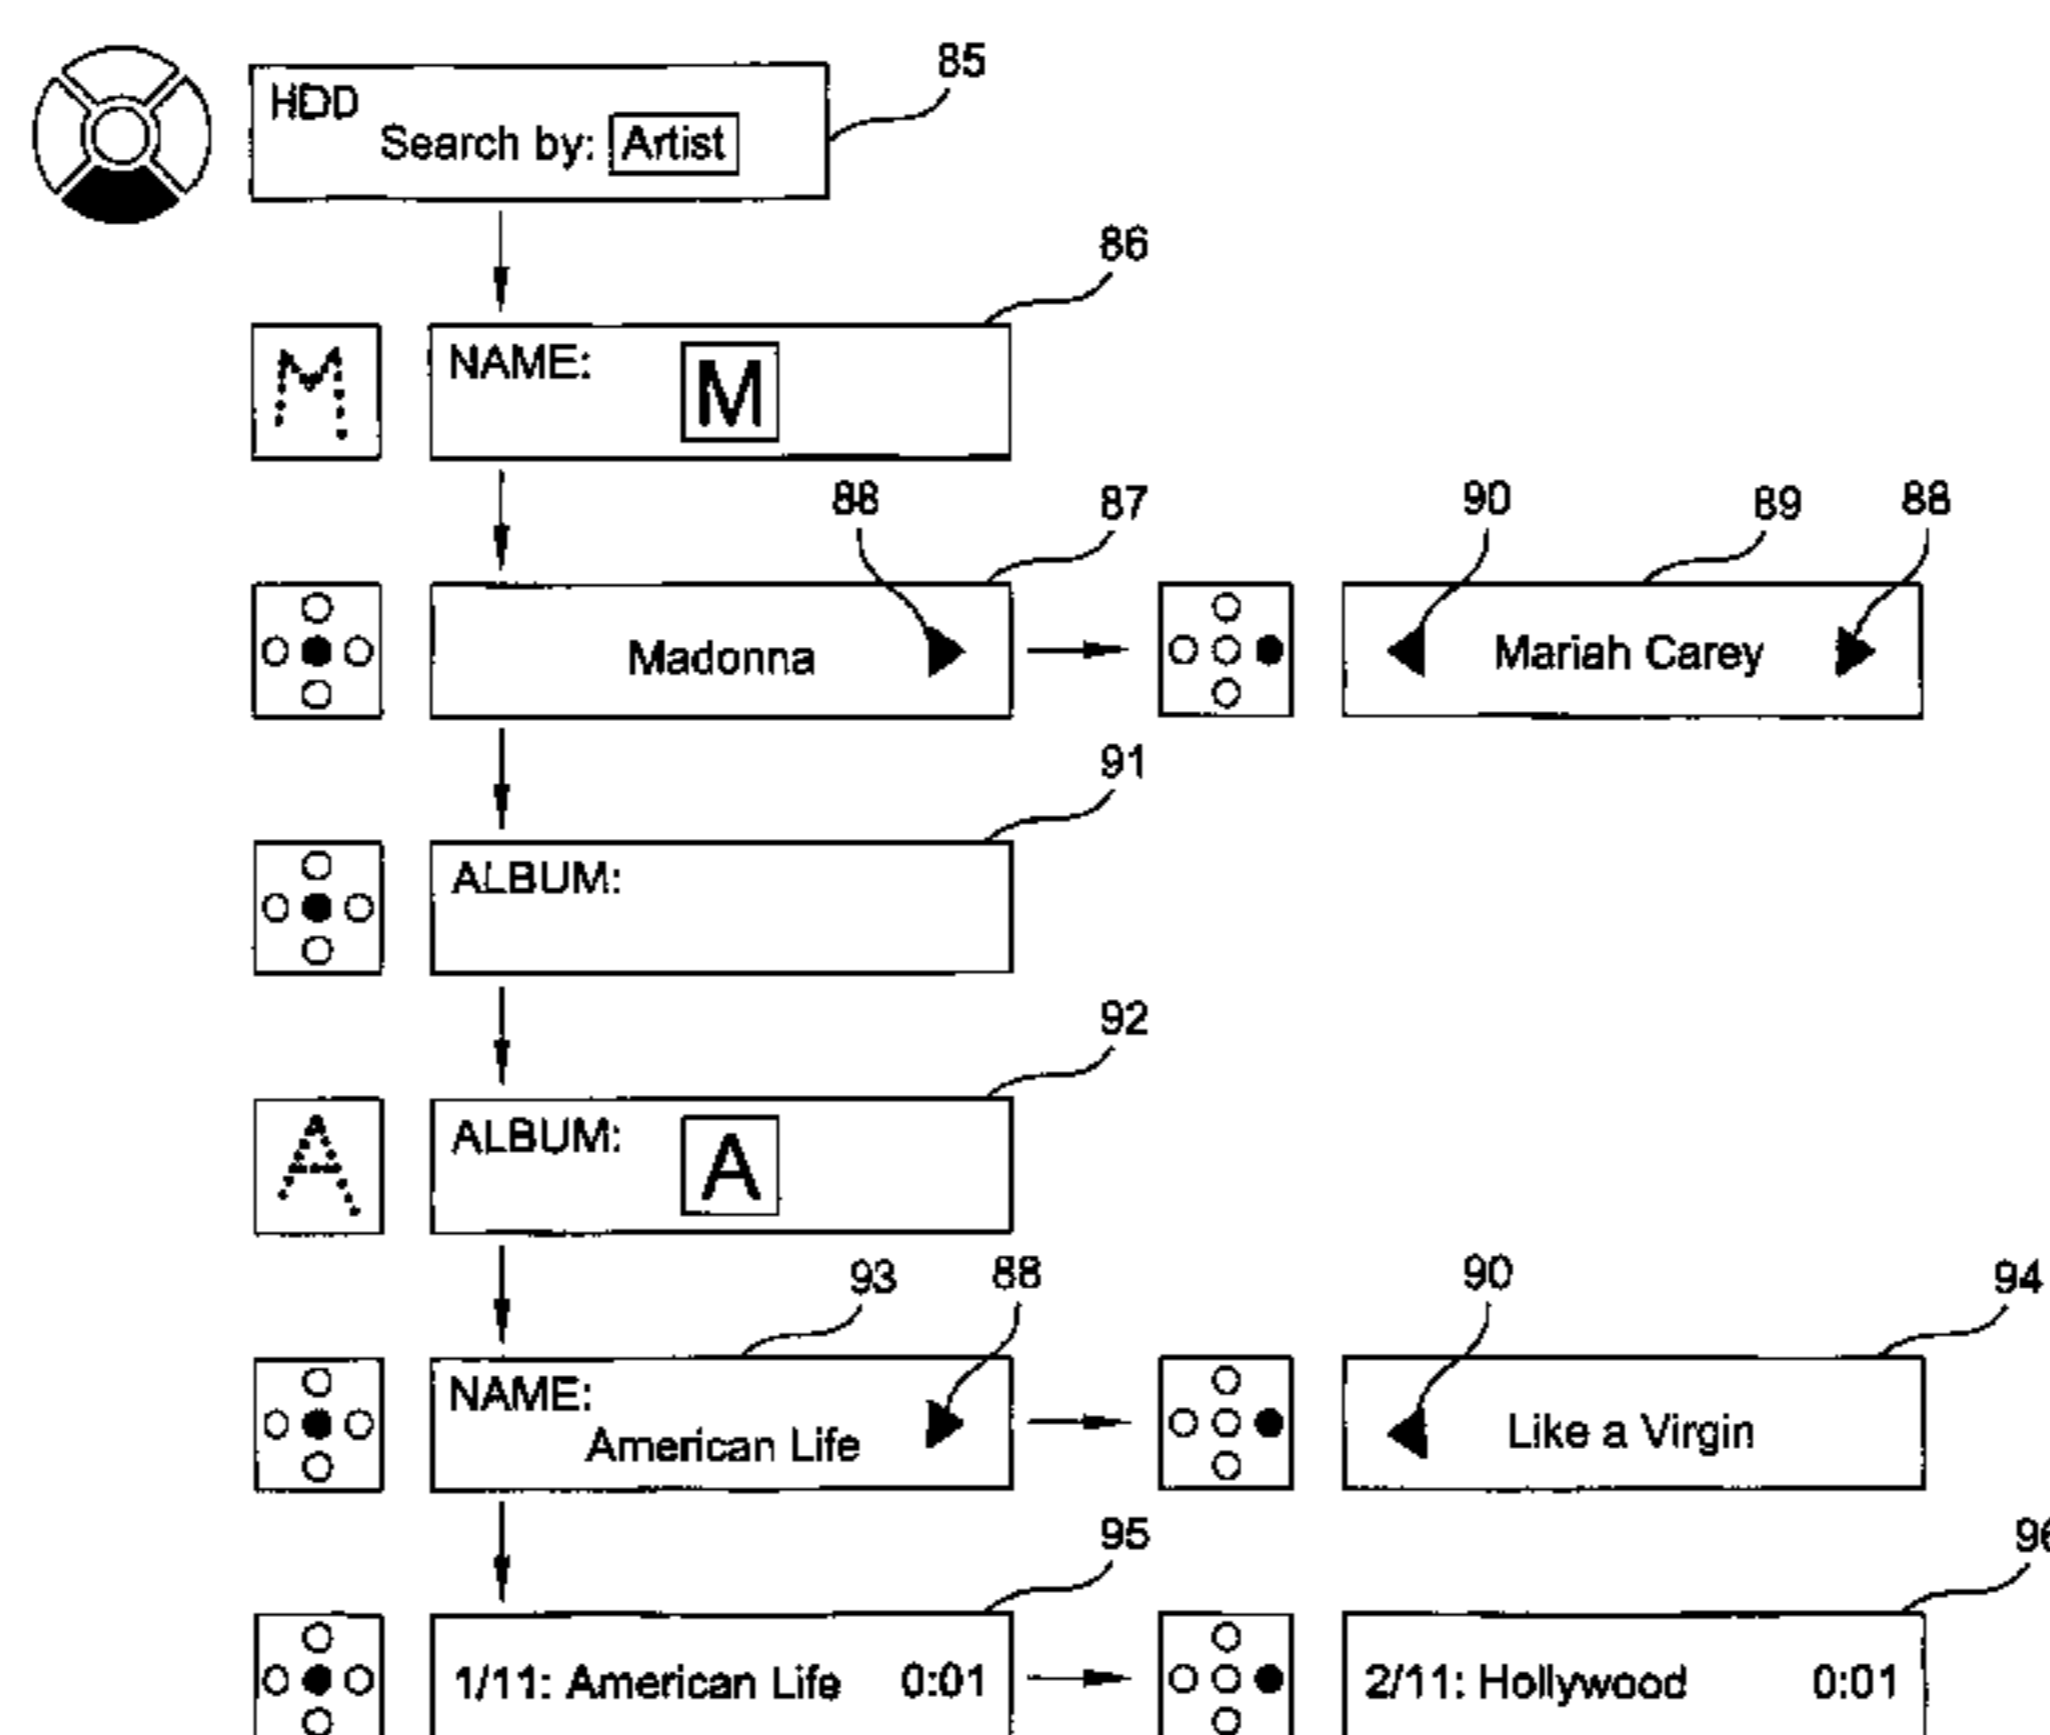 85
HDD
Search by: Artist
86
M
NAME: M
88
87
90
89
88
Madonna
Mariah Carey
91
ALBUM:
92
A
ALBUM: A
93
88
90
94
NAME:
American Life
Like a Virgin
95
96
1/11: American Life 0:01
2/11: Hollywood 0:01